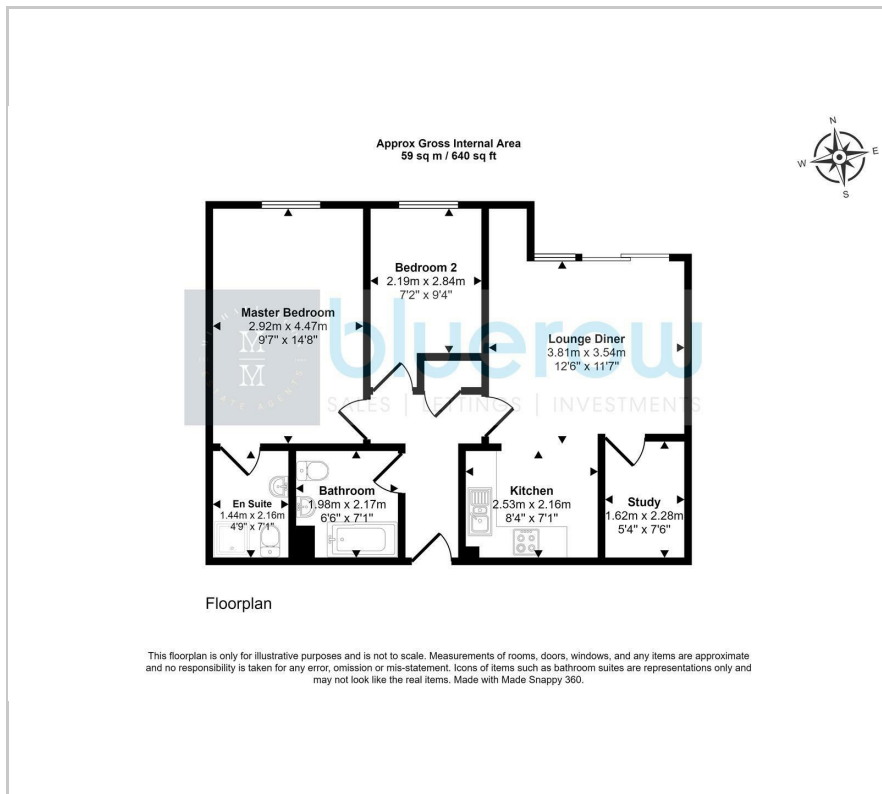 Approx Gross Internal Area
59 sq m / 640 sq ft
N
W
E
S
Bedroom 2
2.19m x 2.84m
7'2" x 9'4"
Master Bedroom
2.92m x 4.47m
9'7" x 14'8"
Lounge Diner
3.81m x 3.54m
12'6" x 11'7"
M
M
ESTATE AGENTS
bluerow
SALES | LETTINGS | INVESTMENTS
En Suite
1.44m x 2.16m
4'9" x 7'1"
Bathroom
1.98m x 2.17m
6'6" x 7'1"
Kitchen
2.53m x 2.16m
8'4" x 7'1"
Study
1.62m x 2.28m
5'4" x 7'6"
Floorplan
This floorplan is only for illustrative purposes and is not to scale. Measurements of rooms, doors, windows, and any items are approximate
and no responsibility is taken for any error, omission or mis-statement. Icons of items such as bathroom suites are representations only and
may not look like the real items. Made with Made Snappy 360.